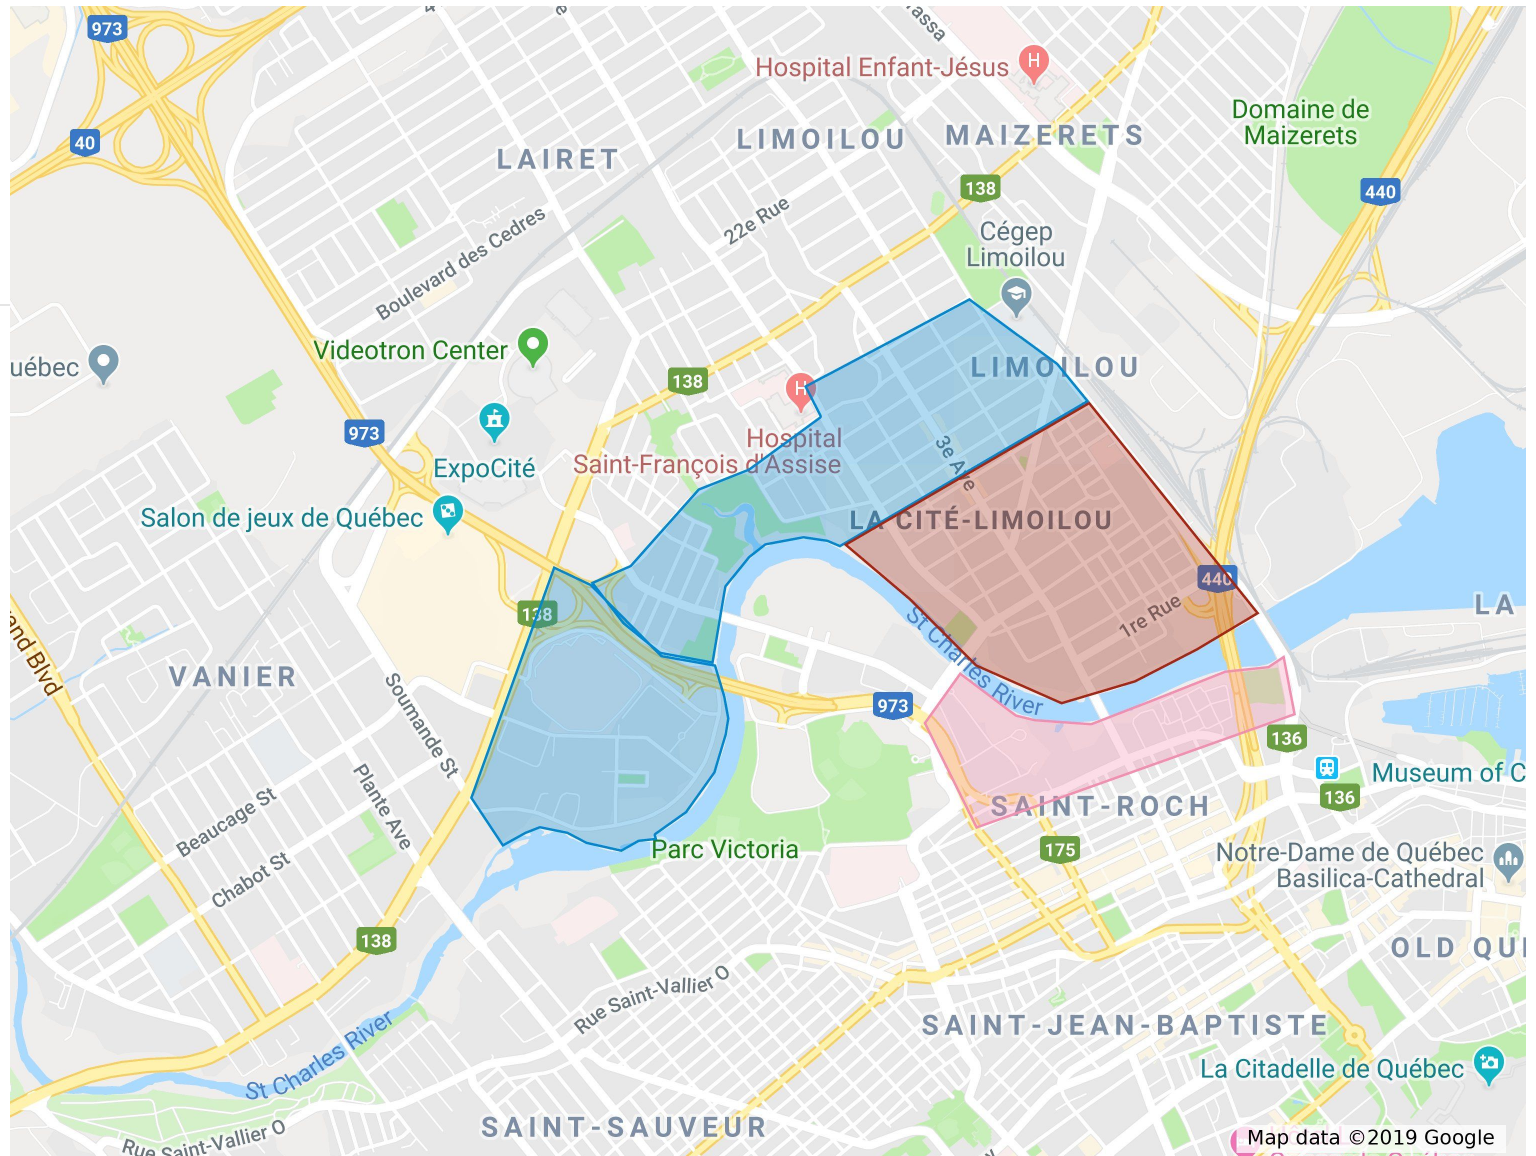 973
Hospital Enfant-Jésus
H
Domaine de
Maizerets
40
LIMOILOU
MAIZERETS
LAIRET
138
440
22e Rue
Boulevard des Cedres
Cégep
Limoilou
Videotron Center
uébec
138
H
LIMOILOU
973
ExpoCité
Hospital
Saint-François d'Assise
3e Ave
Salon de jeux de Québec
LA CITÉ-LIMOILOU
440
138
1re Rue
LA
and Blvd
St Charles River
VANIER
Soumande St
973
136
Museum of C
136
Plante Ave
Beaucage St
SAINT-ROCH
Parc Victoria
175
Notre-Dame de Québec
Basilica-Cathedral
Chabot St
138
OLD QU
Rue Saint-Vallier O
SAINT-JEAN-BAPTISTE
St Charles River
La Citadelle de Québec
SAINT-SAUVEUR
Rue Saint-Vallier O
Map data ©2019 Google